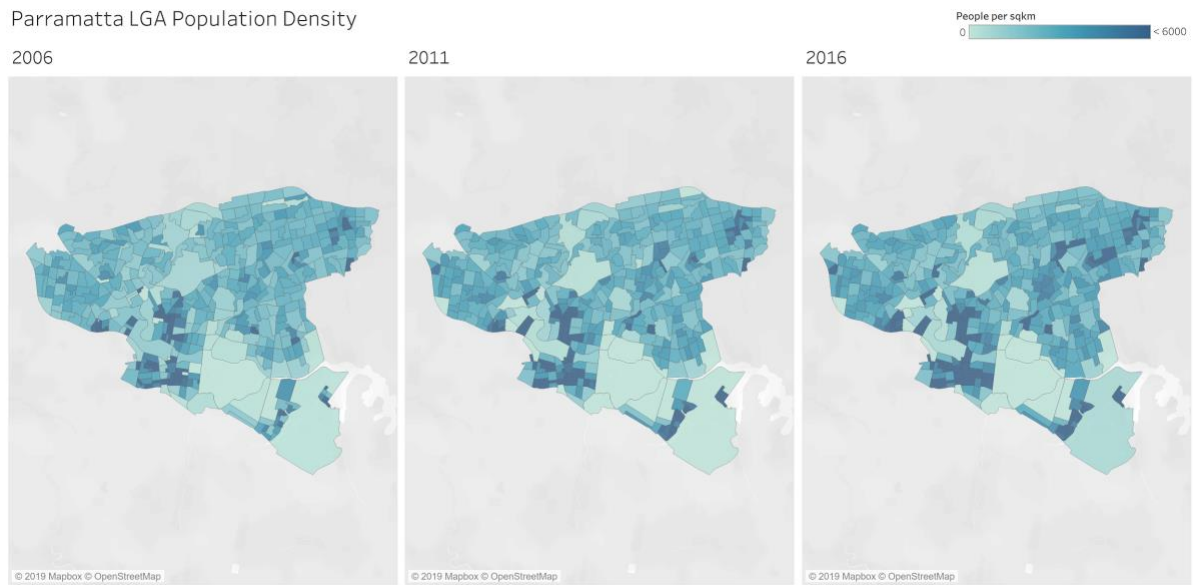 Parramatta LGA Population Density
People per sqkm
0 < 6000
2006 2011 2016
© 2019 Mapbox © OpenStreetMap © 2019 Mapbox © OpenStreetMap © 2019 Mapbox © OpenStreetMap